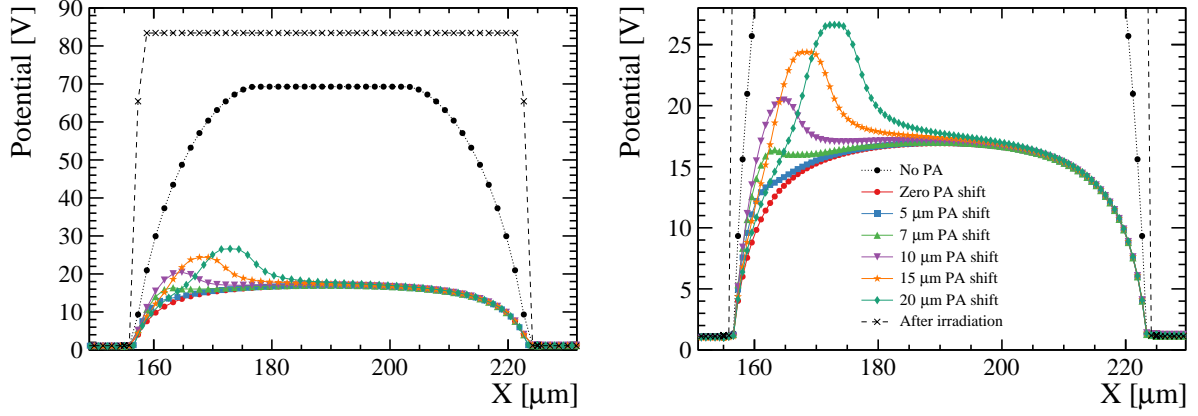 Potential [V]
90
80
70
60
50
40
30
20
10
0
160 180 200 220
X [μm]
Potential [V]
25
20
15
10
5
0
No PA
Zero PA shift
5 μm PA shift
7 μm PA shift
10 μm PA shift
15 μm PA shift
20 μm PA shift
After irradiation
160 180 200 220
X [μm]